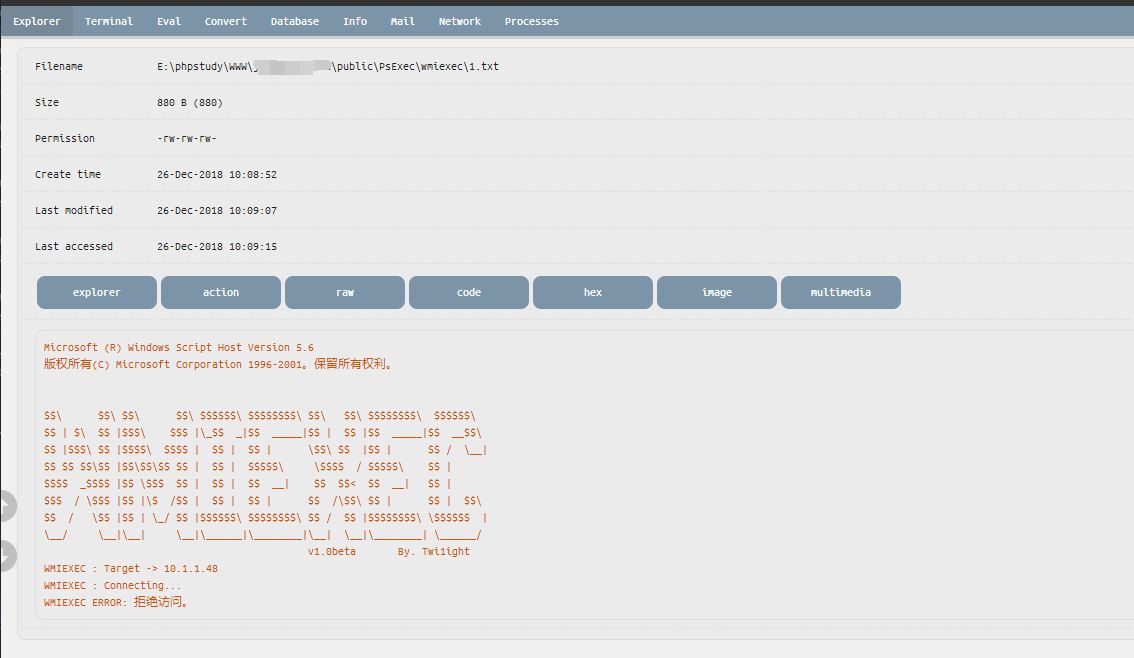 Explorer Terminal Eval Convert Database Info Mail Network Processes
Filename E:\phpstudy\WWW\ \public\PsExec\wmiexec\1.txt
Size 880 B (880)
Permission -rw-rw-rw-
Create time 26-Dec-2018 10:08:52
Last modified 26-Dec-2018 10:09:07
Last accessed 26-Dec-2018 10:09:15
explorer action raw code hex image multimedia
Microsoft (R) Windows Script Host Version 5.6
版权所有(C) Microsoft Corporation 1996-2001。保留所有权利。
$$\      $$\ $$\      $$\ $$$$$$\ $$$$$$$$\ $$\   $$\ $$$$$$$$\  $$$$$$\
$$ | $\  $$ |$$$\    $$$ |\_$$  _|$$  _____|$$ |  $$ |$$  _____|$$  __$$\
$$ |$$$\ $$ |$$$$\  $$$$ |  $$ |  $$ |      \$$\ $$  |$$ |      $$ /  \__|
$$ $$ $$\$$ |$$\$$\$$ $$ |  $$ |  $$$$$\     \$$$$  / $$$$$\    $$ |
$$$$  _$$$$ |$$ \$$$  $$ |  $$ |  $$  __|    $$  $$<  $$  __|   $$ |
$$$  / \$$$ |$$ |\$  /$$ |  $$ |  $$ |      $$  /\$$\ $$ |      $$ |  $$\
$$  /   \$$ |$$ | \_/ $$ |$$$$$$\ $$$$$$$$\ $$ /  $$ |$$$$$$$$\ \$$$$$$  |
\__/     \__|\__|     \__|\______|\________|\__|  \__|\________| \______/
v1.0beta By. Twi1ight
WMIEXEC : Target -> 10.1.1.48
WMIEXEC : Connecting...
WMIEXEC ERROR: 拒绝访问。